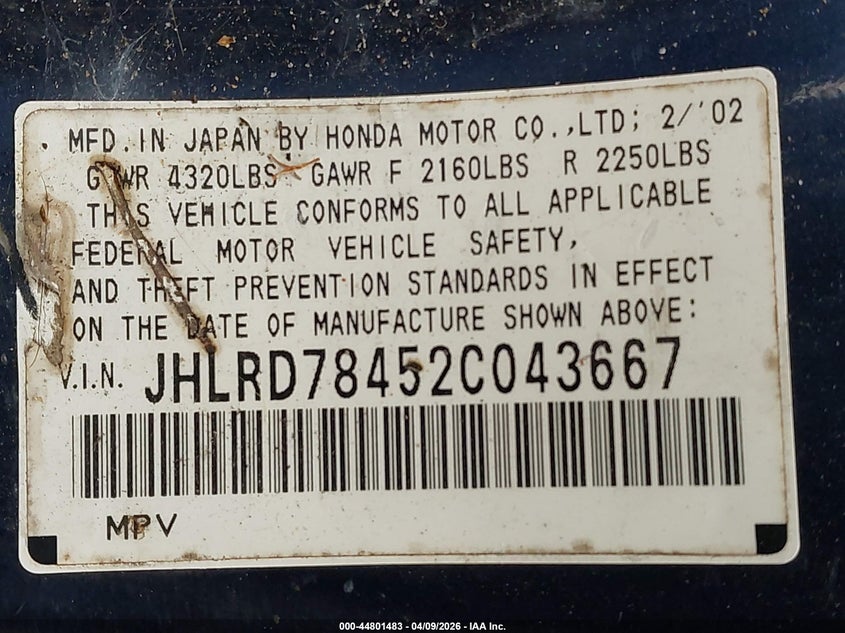 MFD. IN JAPAN BY HONDA MOTOR CO.,LTD; 2/'02
GVWR 4320LBS GAWR F 2160LBS R 2250LBS
THIS VEHICLE CONFORMS TO ALL APPLICABLE
FEDERAL MOTOR VEHICLE SAFETY,
AND THEFT PREVENTION STANDARDS IN EFFECT
ON THE DATE OF MANUFACTURE SHOWN ABOVE:
V.I.N. JHLRD78452C043667
MPV
000-44801483 - 04/09/2026 - IAA Inc.